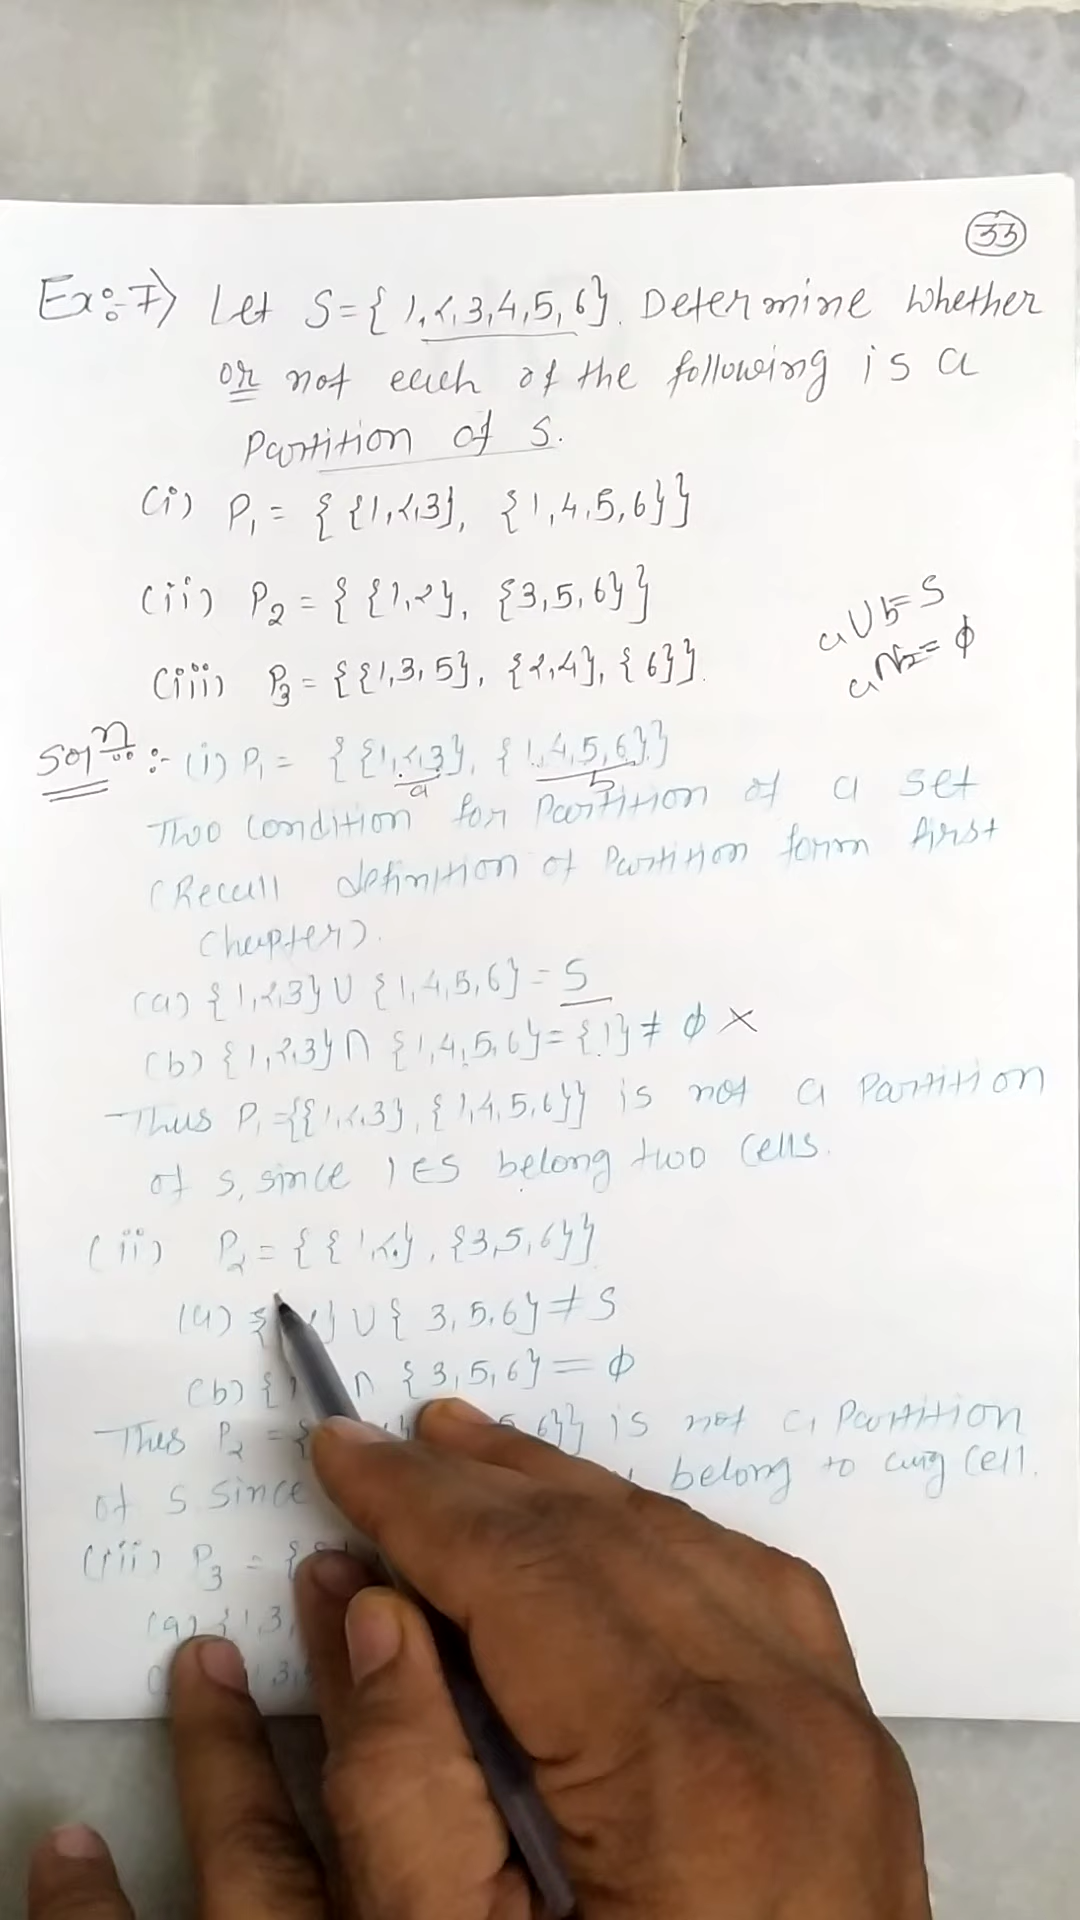 33
Ex:-7) Let S={1,2,3,4,5,6}. Determine whether
or not each of the following is a
Partition of S.
(i) P₁ = {{1,2,3}, {1,4,5,6}}
(ii) P₂ = {{1,2}, {3,5,6}}
(iii) P₃ = {{1,3,5}, {2,4}, {6}}.
a∪b=S
Solⁿ:- (i) P₁ = {{1,2,3}, {1,4,5,6}}
a b
Two condition for Partition of a set
(Recall definition of Partition form first
Chapter).
(a) {1,2,3} ∪ {1,4,5,6} = S
(b) {1,2,3} ∩ {1,4,5,6} = {1} ≠ φ ×
Thus P₁={{1,2,3},{1,4,5,6}} is not a Partition
of S, since 1∈S belong two cells.
(ii) P₂ = {{1,2}, {3,5,6}}
(a) { } ∪ {3,5,6} ≠ S
(b) { ∩ {3,5,6} = φ
Thus P₂ = { 5,6}} is not a Partition
of S since belong to any cell.
(iii) P₃ = {
(a) {1,3,
1,3,